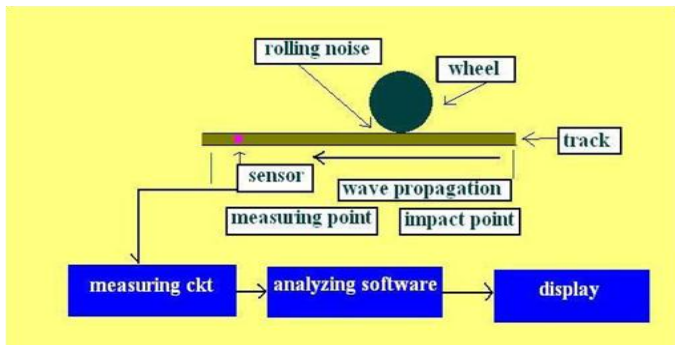 rolling noise
wheel
track
sensor
wave propagation
measuring point
impact point
measuring ckt
analyzing software
display